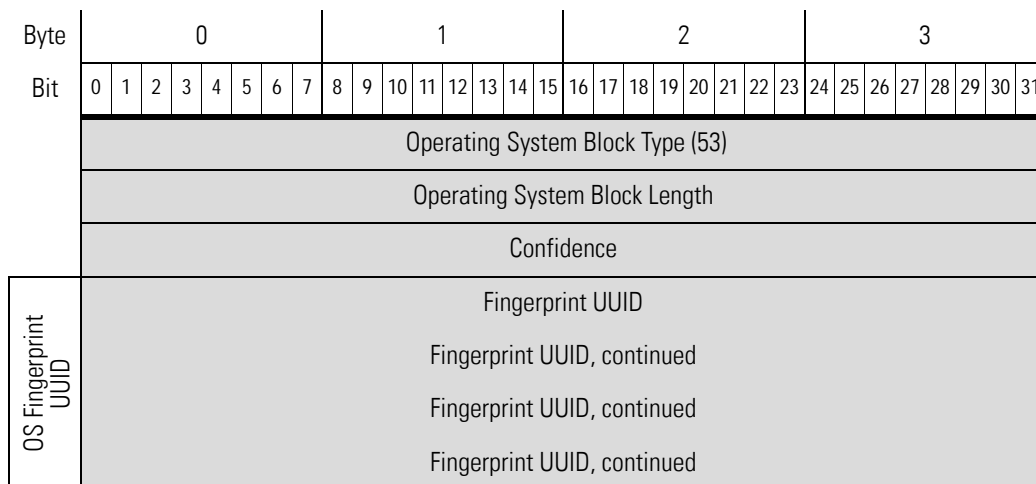 Byte 0 1 2 3
Bit 0 1 2 3 4 5 6 7 8 9 10 11 12 13 14 15 16 17 18 19 20 21 22 23 24 25 26 27 28 29 30 31
Operating System Block Type (53)
Operating System Block Length
Confidence
OS Fingerprint
UUID
Fingerprint UUID
Fingerprint UUID, continued
Fingerprint UUID, continued
Fingerprint UUID, continued